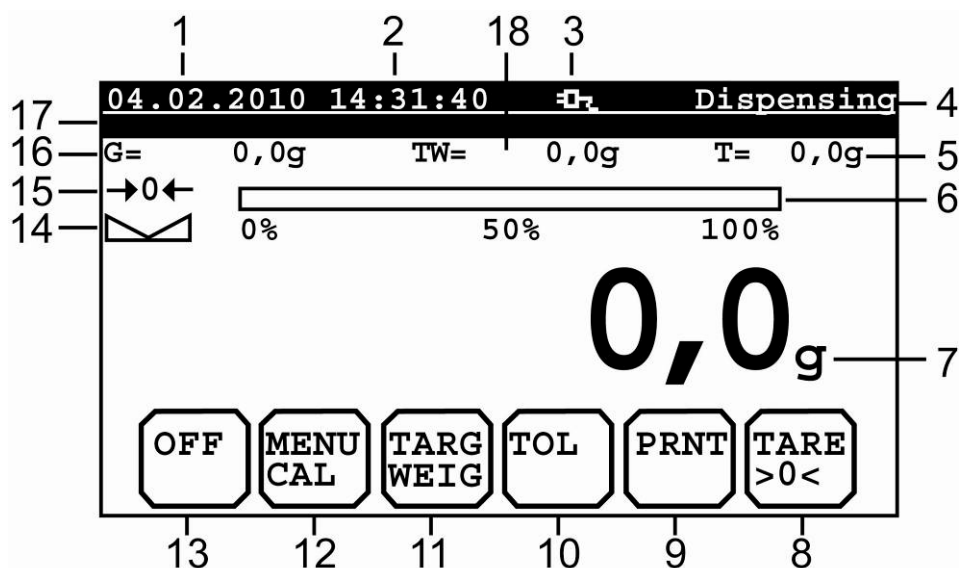 1 2 18 3
04.02.2010 14:31:40 Dispensing 4
17
16 G= 0,0g TW= 0,0g T= 0,0g 5
15 →0←
6
14 0% 50% 100%
0,0g 7
OFF MENU TARG TOL PRNT TARE
CAL WEIG >0<
13 12 11 10 9 8